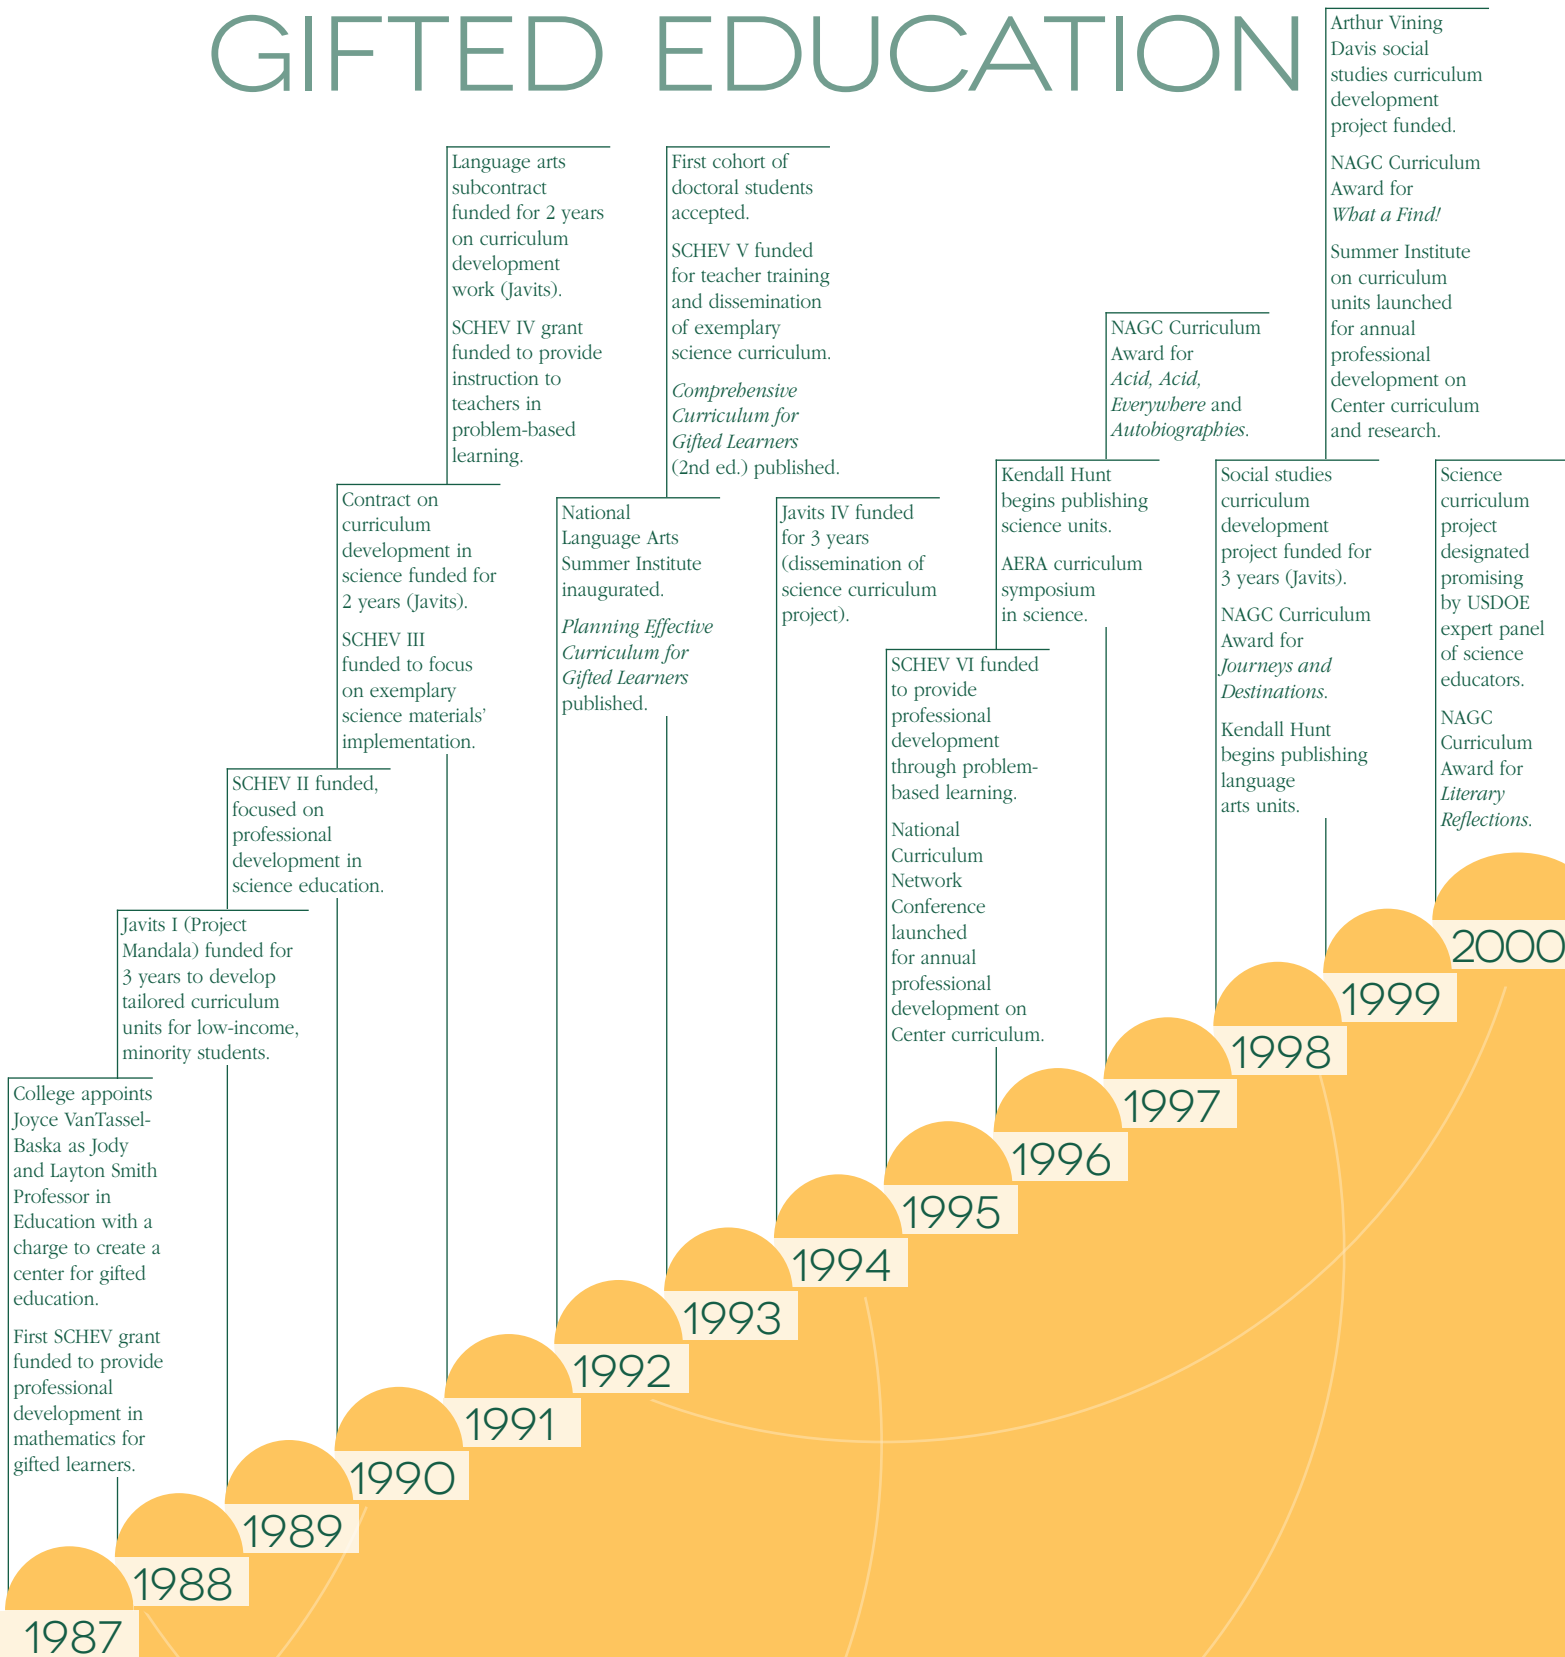 GIFTED EDUCATION
College appoints
Joyce VanTassel-
Baska as Jody
and Layton Smith
Professor in
Education with a
charge to create a
center for gifted
education.
First SCHEV grant
funded to provide
professional
development in
mathematics for
gifted learners.
1987
Javits I (Project
Mandala) funded for
3 years to develop
tailored curriculum
units for low-income,
minority students.
1988
SCHEV II funded,
focused on
professional
development in
science education.
1989
Contract on
curriculum
development in
science funded for
2 years (Javits).
SCHEV III
funded to focus
on exemplary
science materials’
implementation.
1990
Language arts
subcontract
funded for 2 years
on curriculum
development
work (Javits).
SCHEV IV grant
funded to provide
instruction to
teachers in
problem-based
learning.
1991
National
Language Arts
Summer Institute
inaugurated.
Planning Effective
Curriculum for
Gifted Learners
published.
1992
First cohort of
doctoral students
accepted.
SCHEV V funded
for teacher training
and dissemination
of exemplary
science curriculum.
Comprehensive
Curriculum for
Gifted Learners
(2nd ed.) published.
1993
Javits IV funded
for 3 years
(dissemination of
science curriculum
project).
1994
SCHEV VI funded
to provide
professional
development
through problem-
based learning.
National
Curriculum
Network
Conference
launched
for annual
professional
development on
Center curriculum.
1995
Kendall Hunt
begins publishing
science units.
AERA curriculum
symposium
in science.
1996
NAGC Curriculum
Award for
Acid, Acid,
Everywhere and
Autobiographies.
1997
Social studies
curriculum
development
project funded for
3 years (Javits).
NAGC Curriculum
Award for
Journeys and
Destinations.
Kendall Hunt
begins publishing
language
arts units.
1998
Arthur Vining
Davis social
studies curriculum
development
project funded.
NAGC Curriculum
Award for
What a Find!
Summer Institute
on curriculum
units launched
for annual
professional
development on
Center curriculum
and research.
1999
Science
curriculum
project
designated
promising
by USDOE
expert panel
of science
educators.
NAGC
Curriculum
Award for
Literary
Reflections.
2000